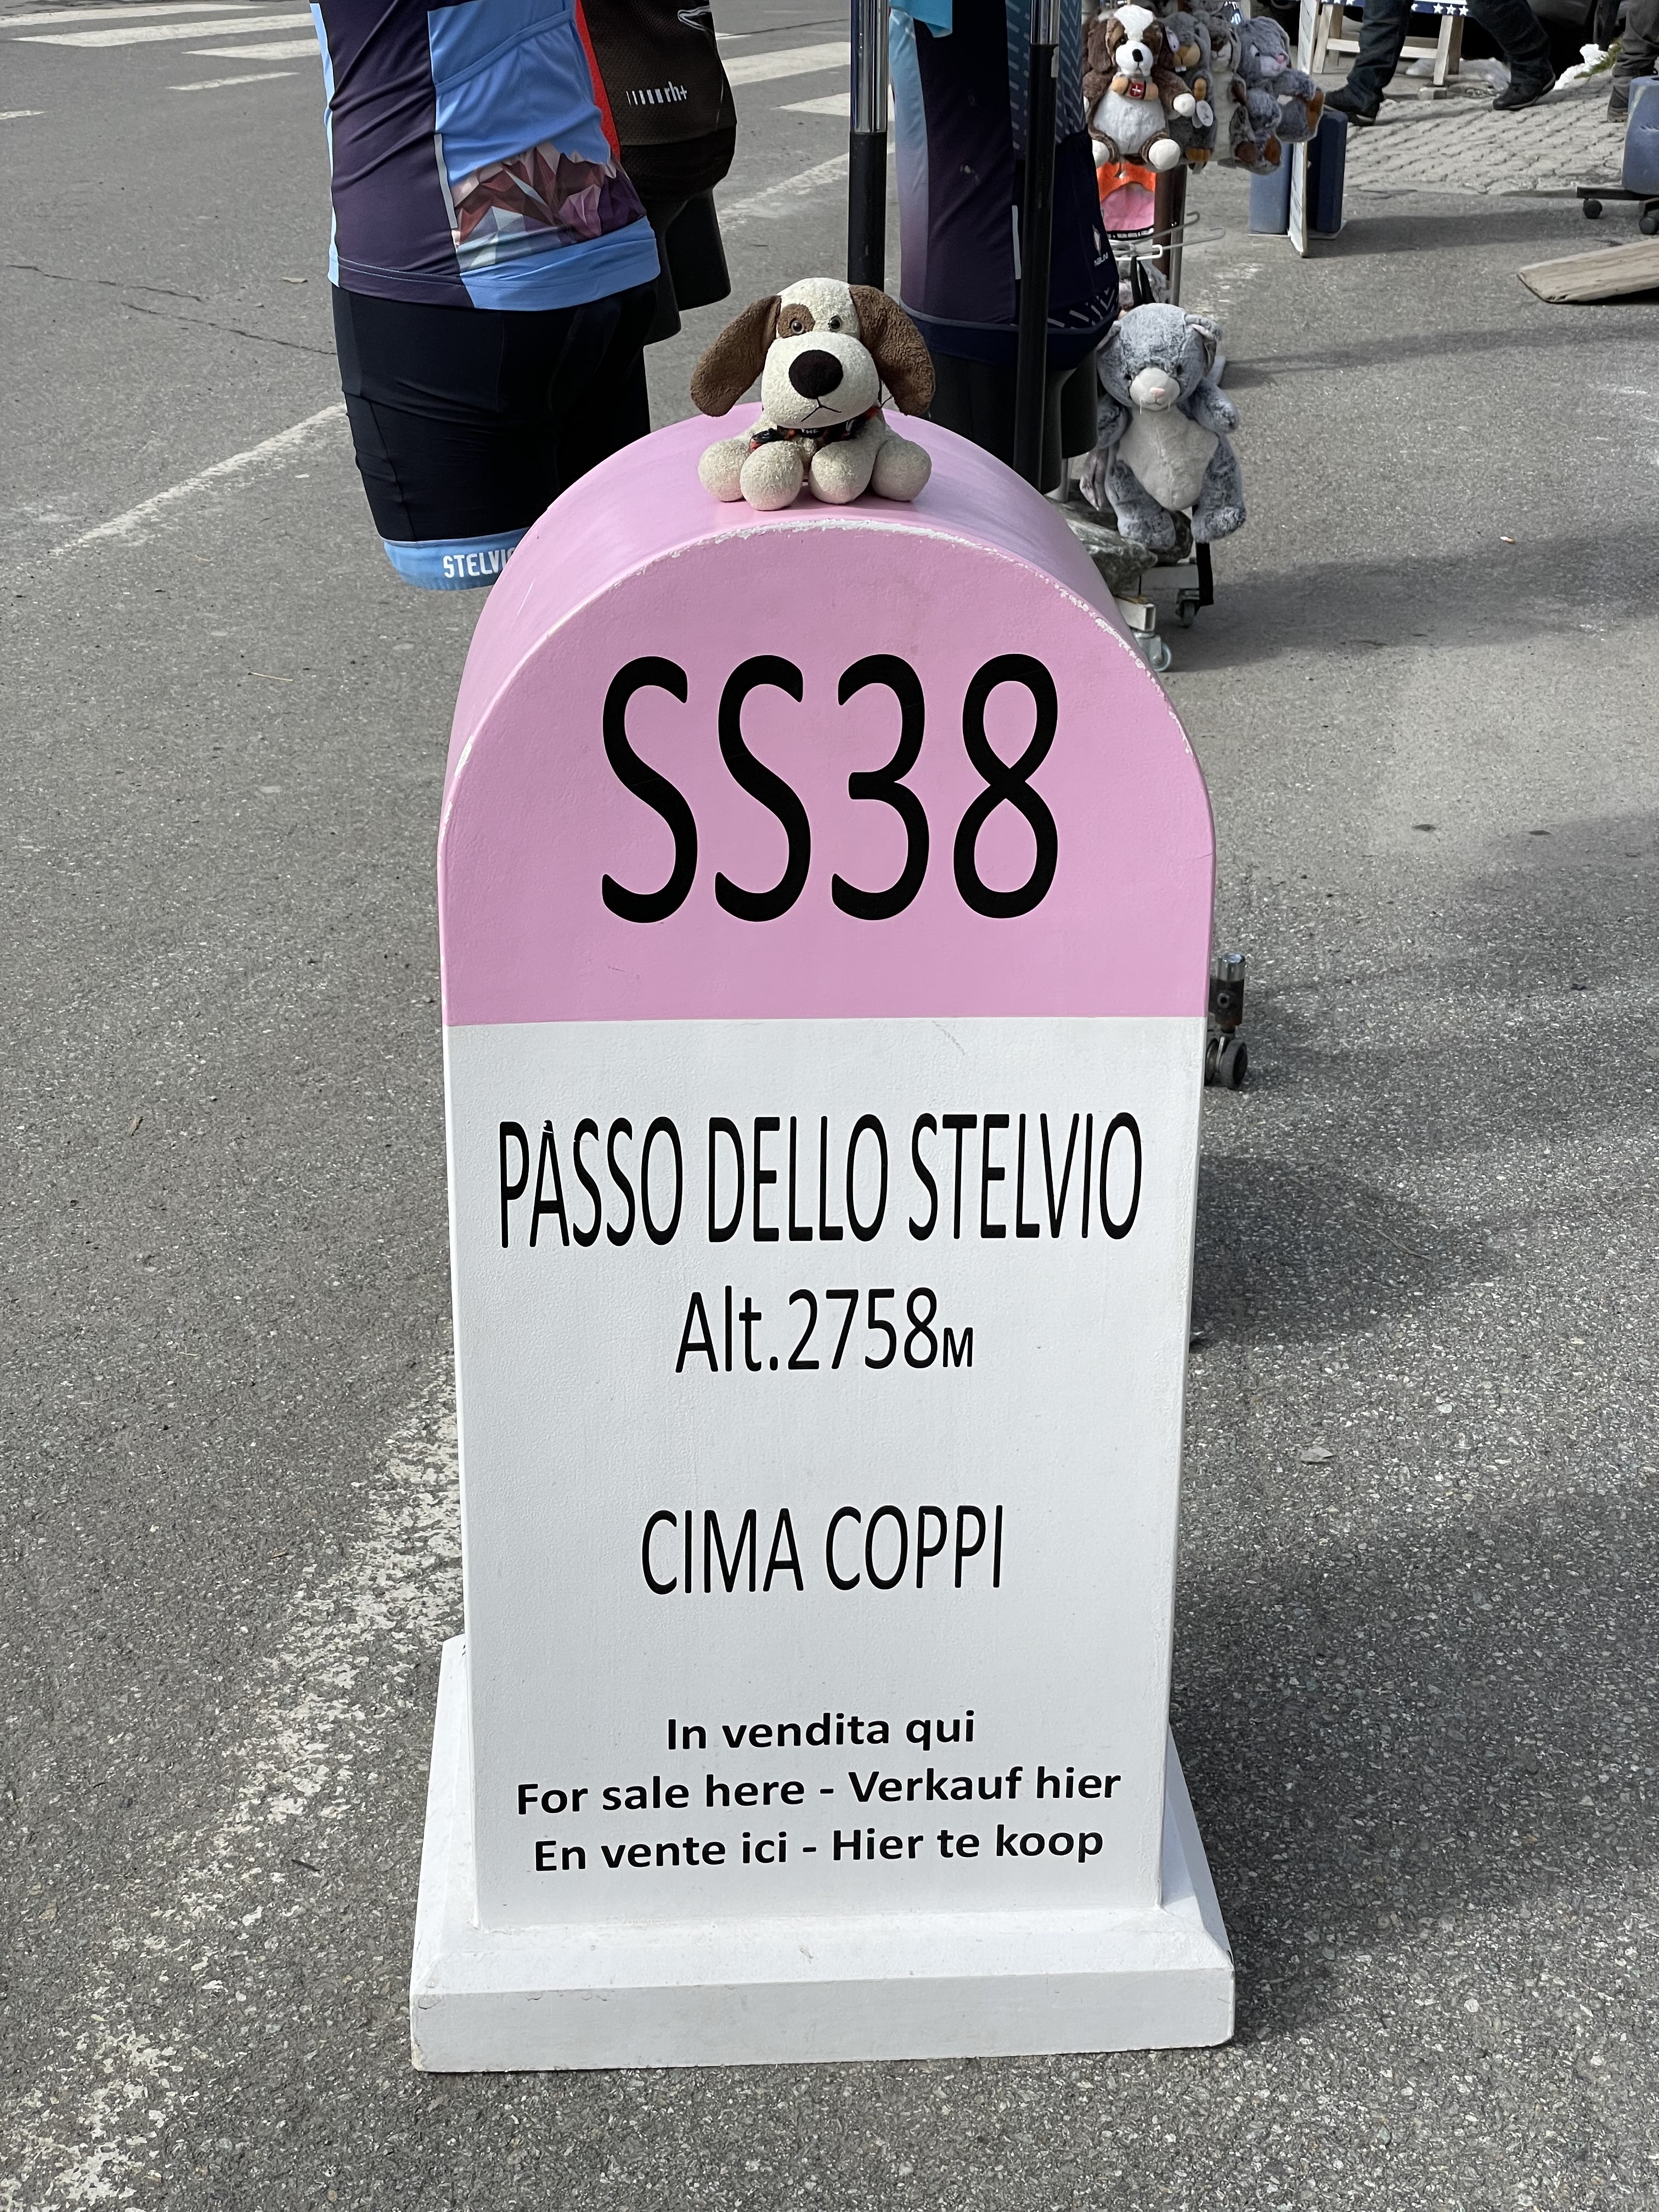 rh+
STELVIO
SS38
PASSO DELLO STELVIO
Alt.2758M
CIMA COPPI
In vendita qui
For sale here - Verkauf hier
En vente ici - Hier te koop